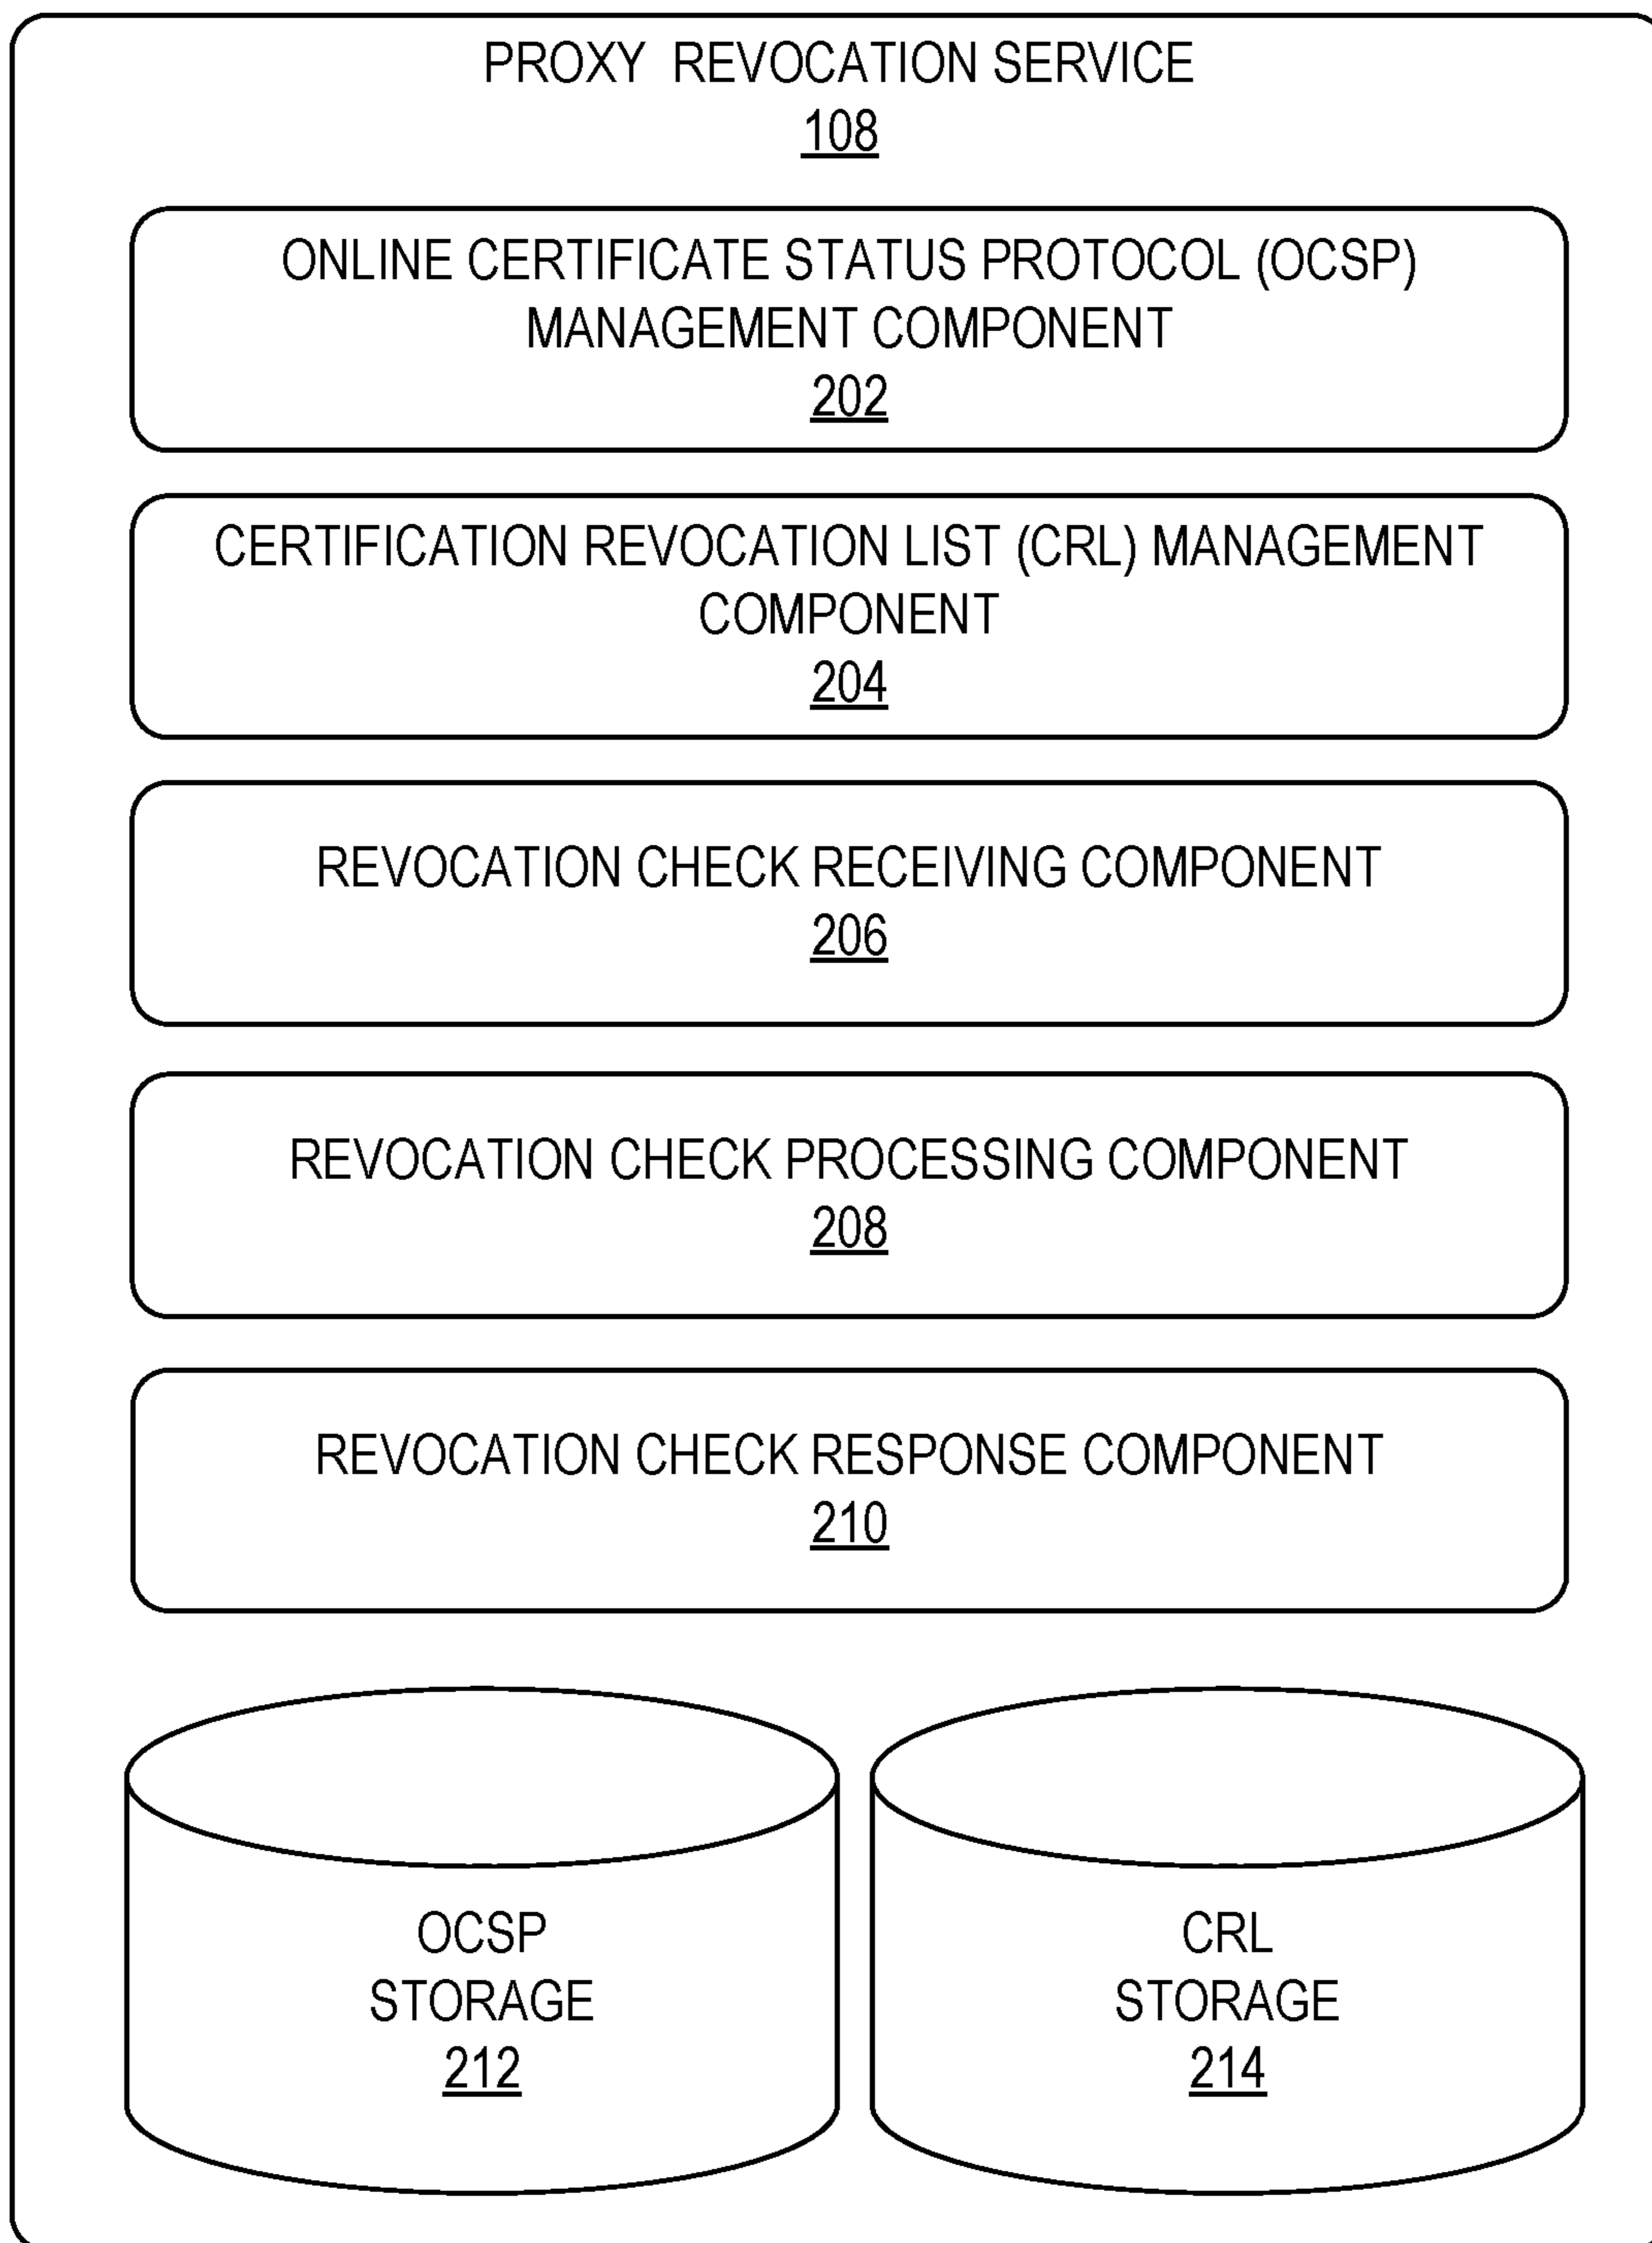 PROXY REVOCATION SERVICE
108
ONLINE CERTIFICATE STATUS PROTOCOL (OCSP)
MANAGEMENT COMPONENT
202
CERTIFICATION REVOCATION LIST (CRL) MANAGEMENT
COMPONENT
204
REVOCATION CHECK RECEIVING COMPONENT
206
REVOCATION CHECK PROCESSING COMPONENT
208
REVOCATION CHECK RESPONSE COMPONENT
210
OCSP
STORAGE
212
CRL
STORAGE
214